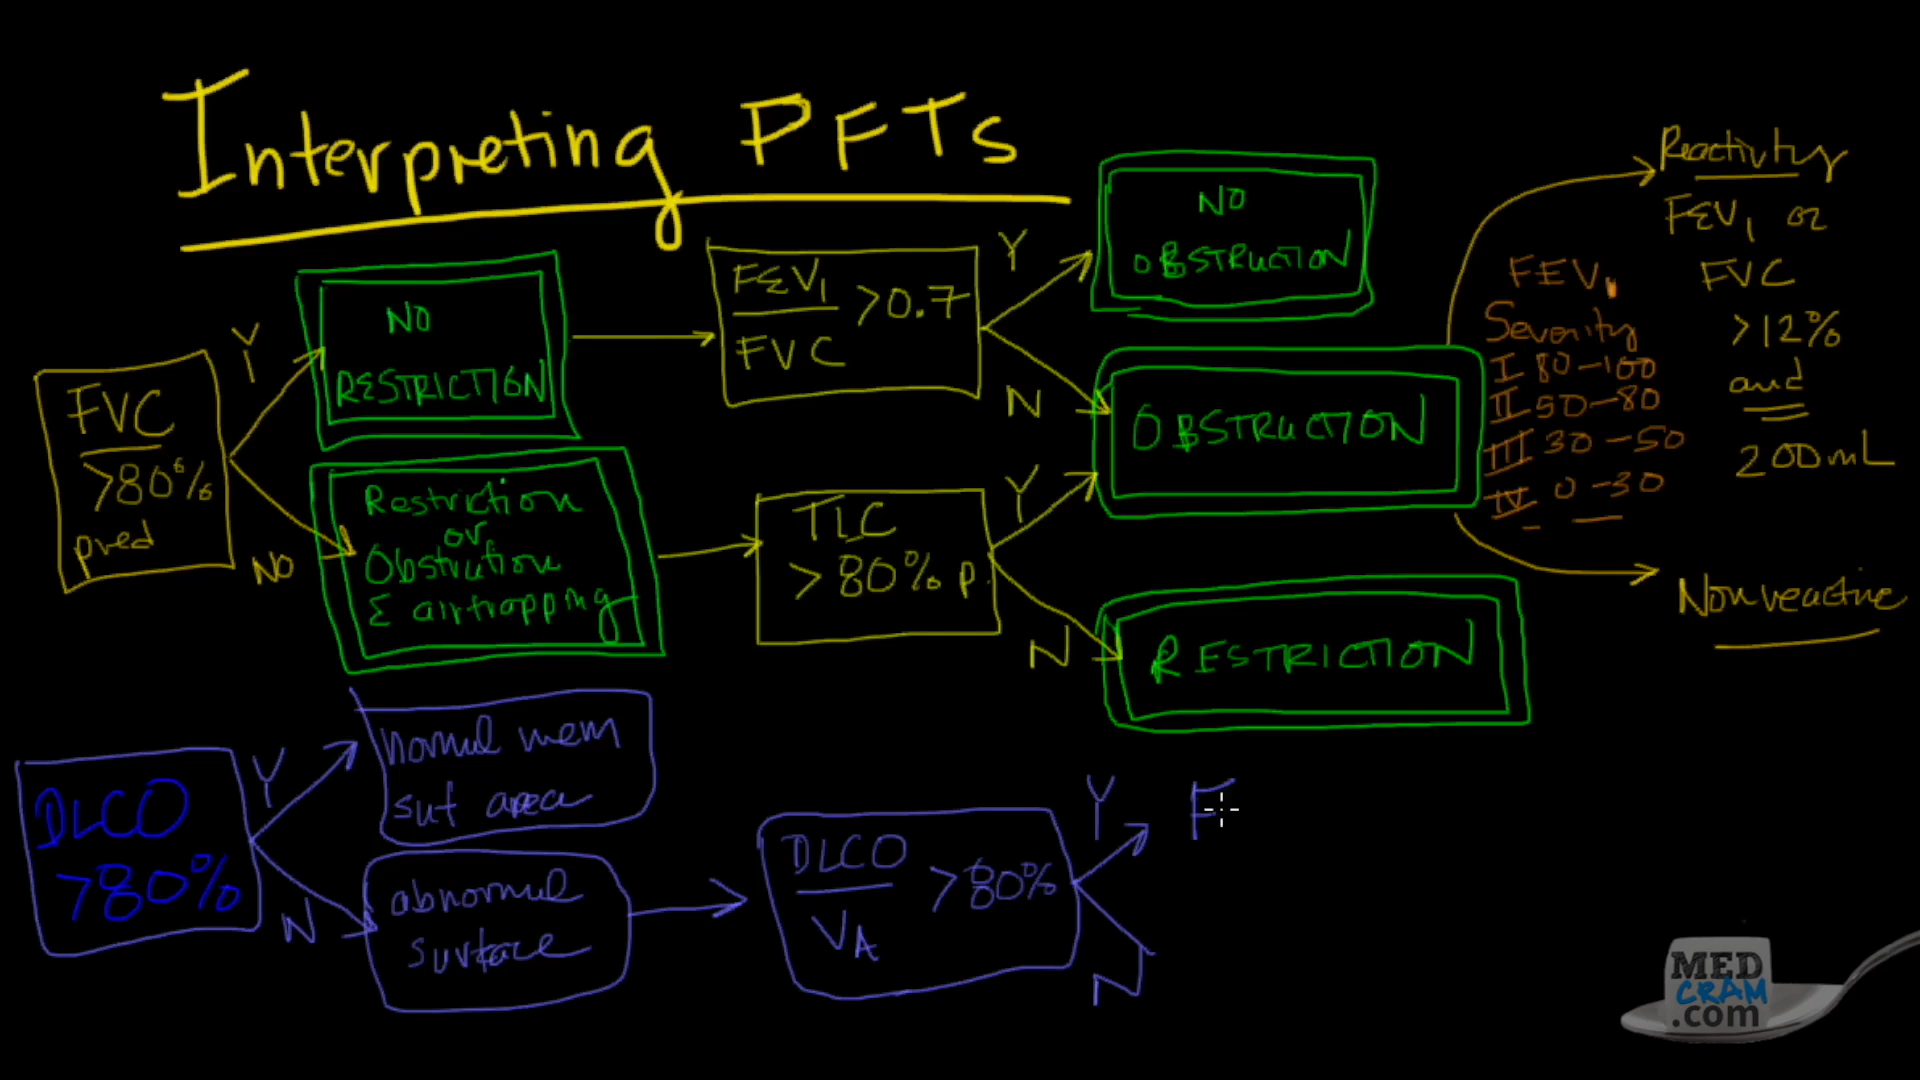 Interpreting PFTs
FVC
>80%
pred
Y
NO
NO
RESTRICTION
Restriction
or
Obstrution
& airtrapping
FEV1
FVC
>0.7
Y
N
TLC
>80% p.
Y
N
NO
OBSTRUCTION
OBSTRUCTION
RESTRICTION
FEV1
Severity
I 80-100
II 50-80
III 30-50
IV 0-30
Reactivity
FEV1 or
FVC
>12%
and
200mL
Nonreactive
DLCO
>80%
Y
N
normal mem
surf area
abnormal
surface
DLCO
VA
>80%
Y
N
F
MED
CRAM
.com